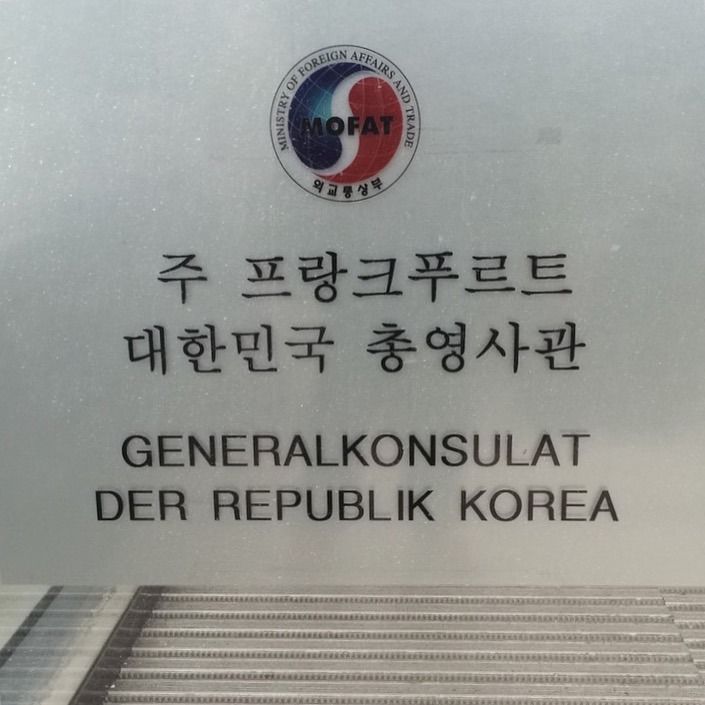 MINISTRY OF FOREIGN AFFAIRS AND TRADE
MOFAT
외교통상부
주 프랑크푸르트
대한민국 총영사관
GENERALKONSULAT
DER REPUBLIK KOREA